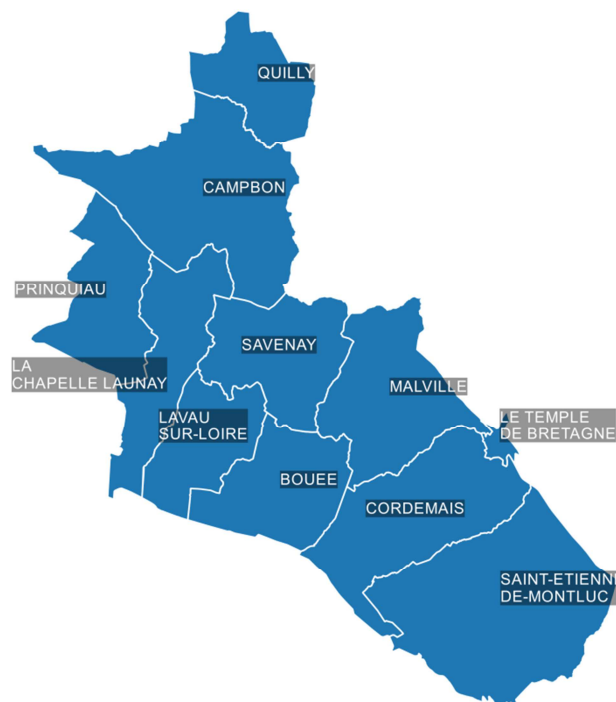 QUILLY
CAMPBON
PRINQUIAU
SAVENAY
LA
CHAPELLE LAUNAY
MALVILLE
LE TEMPLE
DE BRETAGNE
LAVAU
SUR-LOIRE
BOUEE
CORDEMAIS
SAINT-ETIENN
DE-MONTLUC